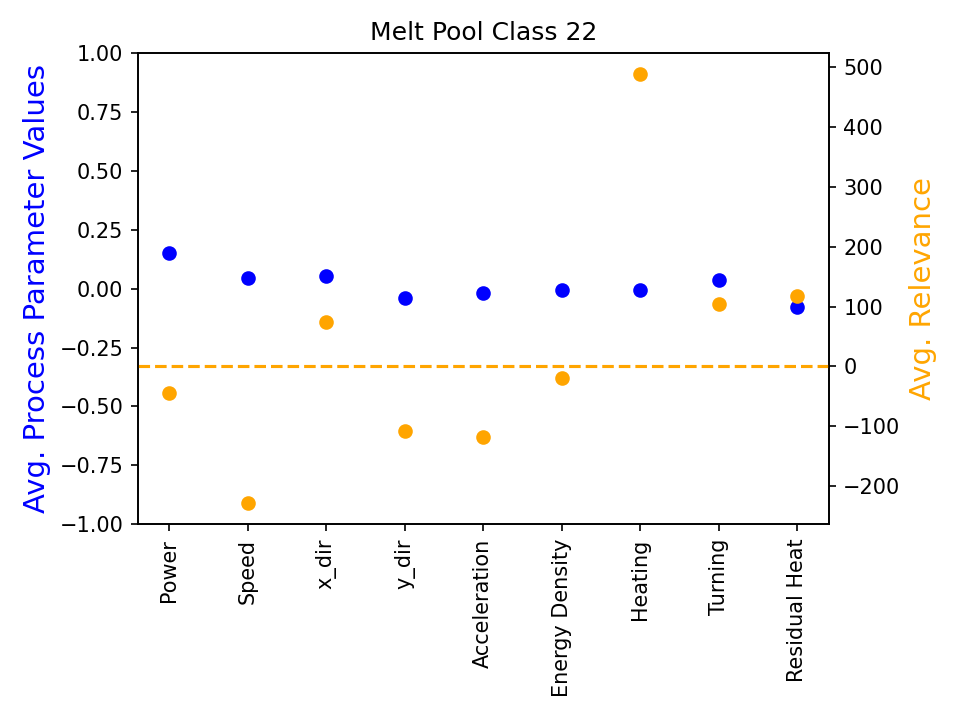 Melt Pool Class 22
Avg. Process Parameter Values
1.00
0.75
0.50
0.25
0.00
−0.25
−0.50
−0.75
−1.00
500
400
300
200
100
0
−100
−200
Avg. Relevance
Power
Speed
x_dir
y_dir
Acceleration
Energy Density
Heating
Turning
Residual Heat